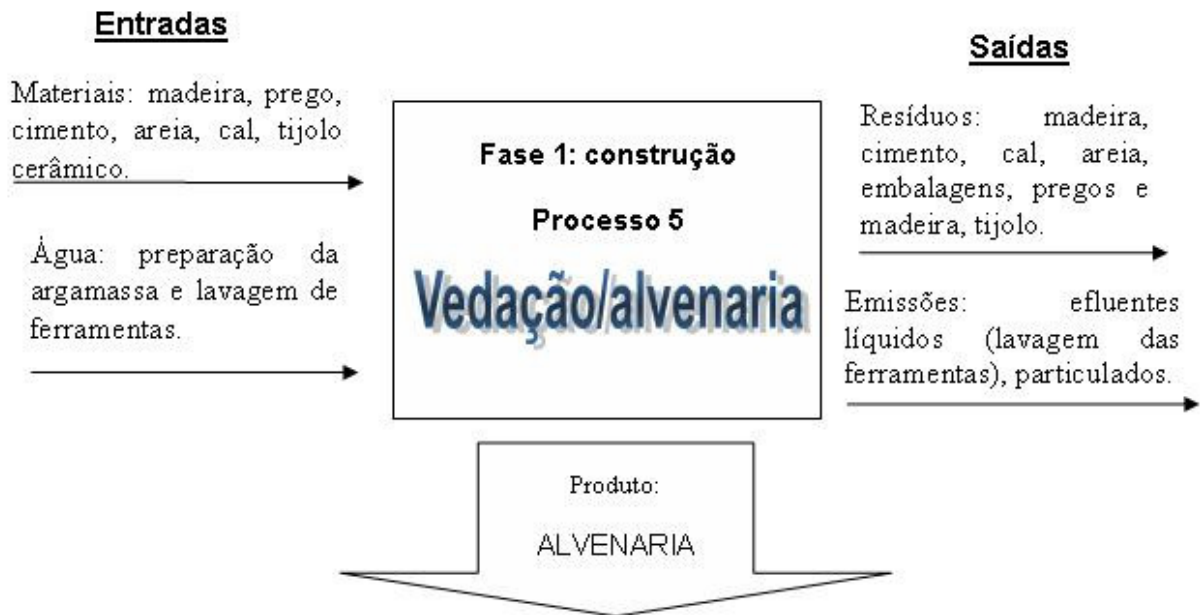 Entradas
Materiais: madeira, prego,
cimento, areia, cal, tijolo
cerâmico.
Água: preparação da
argamassa e lavagem de
ferramentas.
Fase 1: construção
Processo 5
Vedação/alvenaria
Saídas
Resíduos: madeira,
cimento, cal, areia,
embalagens, pregos e
madeira, tijolo.
Emissões: efluentes
líquidos (lavagem das
ferramentas), particulados.
Produto:
ALVENARIA